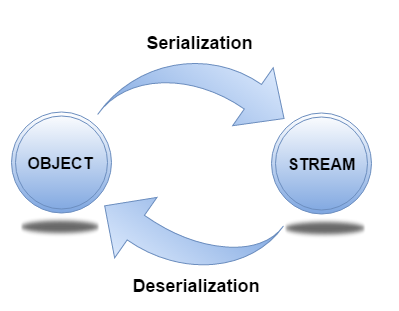 Serialization
OBJECT
STREAM
Deserialization